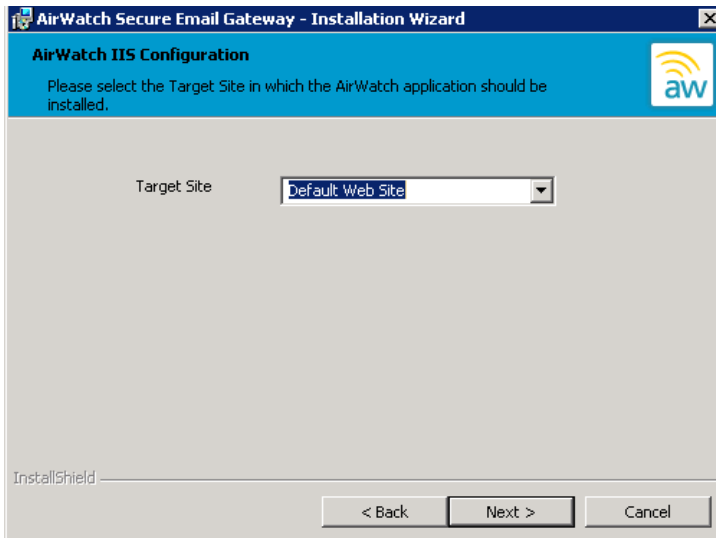 AirWatch Secure Email Gateway - Installation Wizard
AirWatch IIS Configuration
Please select the Target Site in which the AirWatch application should be
installed.
aw
Target Site
Default Web Site
InstallShield
< Back
Next >
Cancel